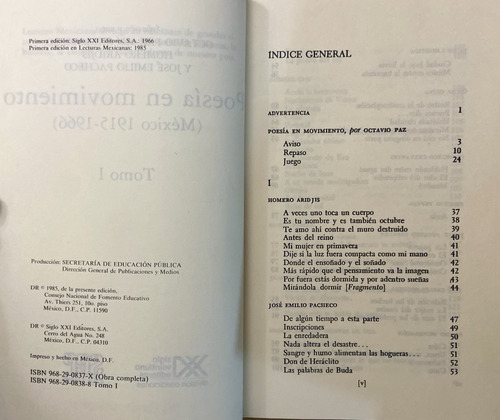 Primera edición: Siglo XXI Editores, S.A.: 1966
Primera edición en Lecturas Mexicanas: 1985
Y JOSÉ EMILIO PACHECO
Poesía en movimiento
(México 1915-1966)
Tomo I
Producción: SECRETARÍA DE EDUCACIÓN PÚBLICA
Dirección General de Publicaciones y Medios
DR © 1985, de la presente edición,
Consejo Nacional de Fomento Educativo
Av. Thiers 251, 10o. piso
México, D.F., C.P. 11590
DR © Siglo XXI Editores, S.A.
Cerro del Agua No. 248
México, D.F., C.P. 04310
Impreso y hecho en México, D.F.
ISBN 968-29-0837-X (Obra completa)
ISBN 968-29-0838-8 Tomo I
INDICE GENERAL
ADVERTENCIA 1
POESÍA EN MOVIMIENTO, por OCTAVIO PAZ
Aviso 3
Repaso 10
Juego 24
I
HOMERO ARIDJIS
A veces uno toca un cuerpo 37
Es tu nombre y es también octubre 38
Te amo ahí contra el muro destruido 39
Antes del reino 40
Mi mujer en primavera 41
Dije si la luz fuera compacta como mi mano 41
Donde el ensoñado y el soñado 42
Más rápido que el pensamiento va la imagen 42
Por fuera estás dormida y por adentro sueñas 43
Mirándola dormir [Fragmento] 44
JOSÉ EMILIO PACHECO
De algún tiempo a esta parte 47
Inscripciones 49
La enredadera 50
Nada altera el desastre... 51
Sangre y humo alimentan las hogueras... 51
Don de Heráclito 52
Las palabras de Buda 53
[v]